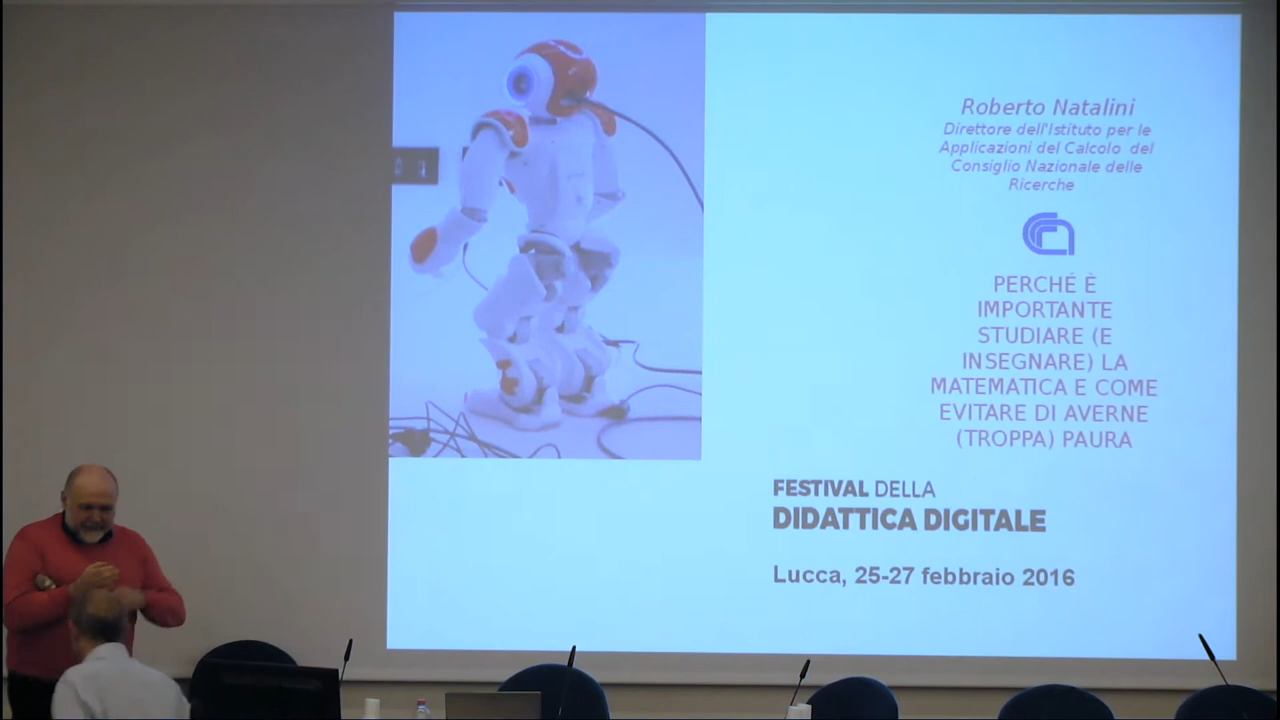 Roberto Natalini
Direttore dell'Istituto per le
Applicazioni del Calcolo del
Consiglio Nazionale delle
Ricerche
PERCHÉ È
IMPORTANTE
STUDIARE (E
INSEGNARE) LA
MATEMATICA E COME
EVITARE DI AVERNE
(TROPPA) PAURA
FESTIVAL DELLA
DIDATTICA DIGITALE
Lucca, 25-27 febbraio 2016